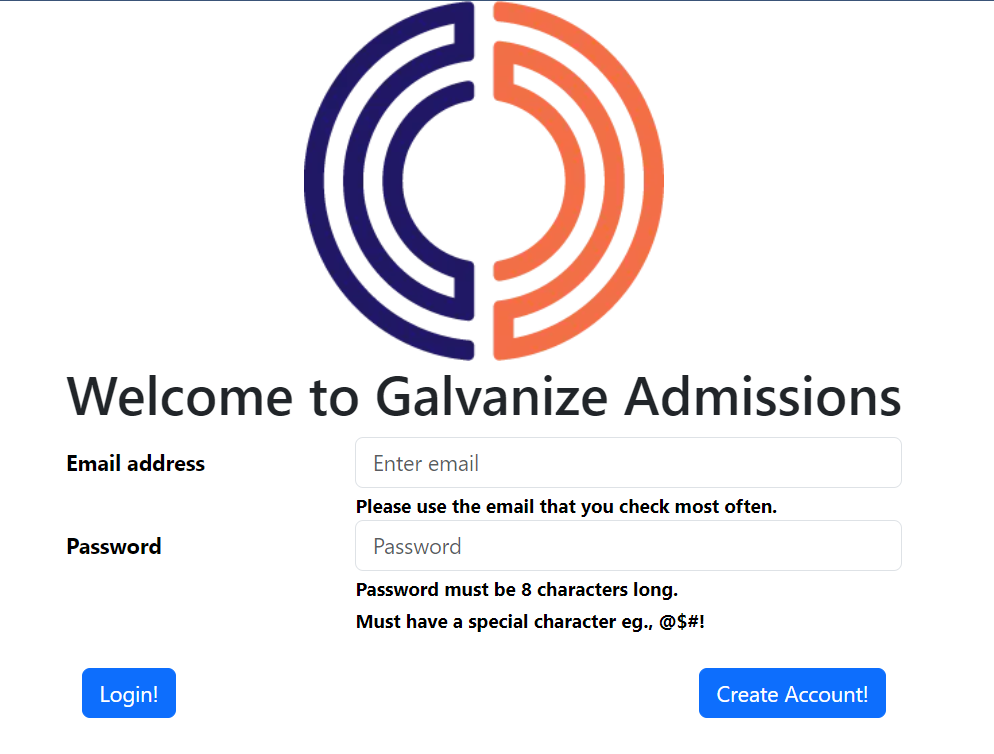 Welcome to Galvanize Admissions
Email address
Enter email
Please use the email that you check most often.
Password
Password
Password must be 8 characters long.
Must have a special character eg., @$#!
Login!
Create Account!